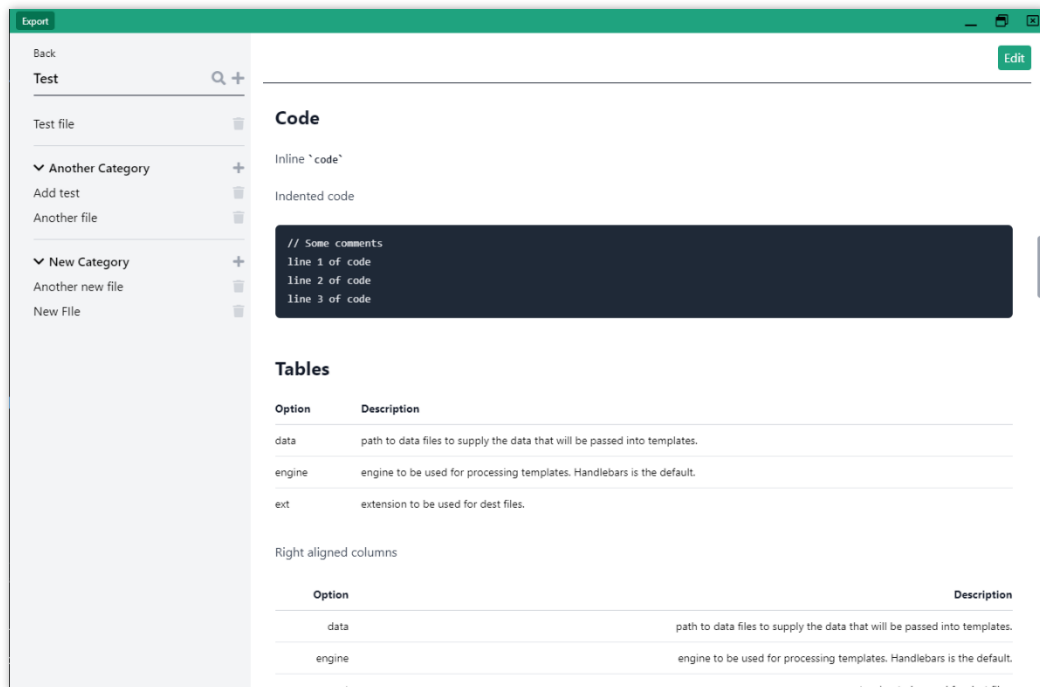 Export
Back
Test
Test file
Another Category
Add test
Another file
New Category
Another new file
New FIle
Edit
Code
Inline `code`
Indented code
// Some comments
line 1 of code
line 2 of code
line 3 of code
Tables
Option Description
data path to data files to supply the data that will be passed into templates.
engine engine to be used for processing templates. Handlebars is the default.
ext extension to be used for dest files.
Right aligned columns
Option Description
data path to data files to supply the data that will be passed into templates.
engine engine to be used for processing templates. Handlebars is the default.